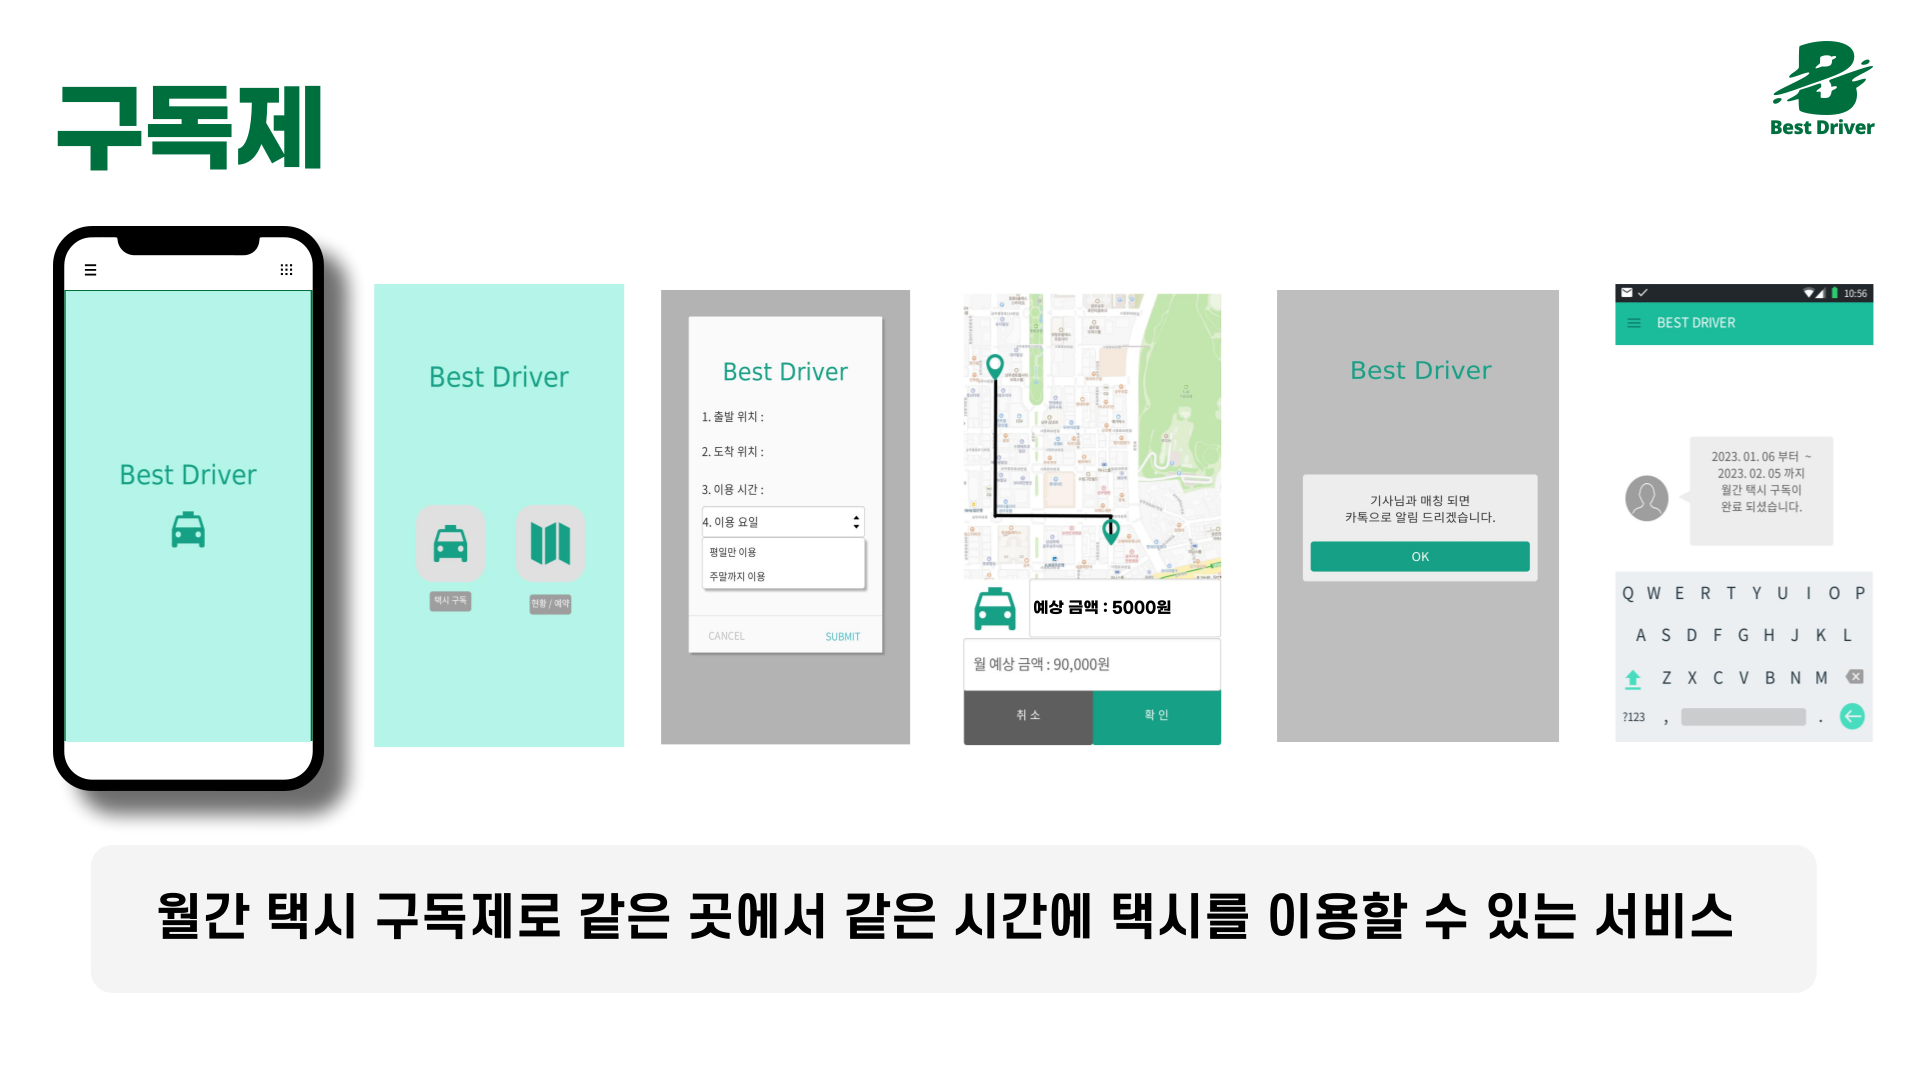 구독제
Best Driver
Best Driver
Best Driver
택시 구독
현황 / 예약
Best Driver
1. 출발 위치 :
2. 도착 위치 :
3. 이용 시간 :
4. 이용 요일
평일만 이용
주말까지 이용
CANCEL
SUBMIT
예상 금액 : 5000원
월 예상 금액 : 90,000원
취 소
확 인
Best Driver
기사님과 매칭 되면
카톡으로 알림 드리겠습니다.
OK
10:56
BEST DRIVER
2023. 01. 06 부터 ~
2023. 02. 05 까지
월간 택시 구독이
완료 되셨습니다.
Q W E R T Y U I O P
A S D F G H J K L
Z X C V B N M
?123 , .
월간 택시 구독제로 같은 곳에서 같은 시간에 택시를 이용할 수 있는 서비스